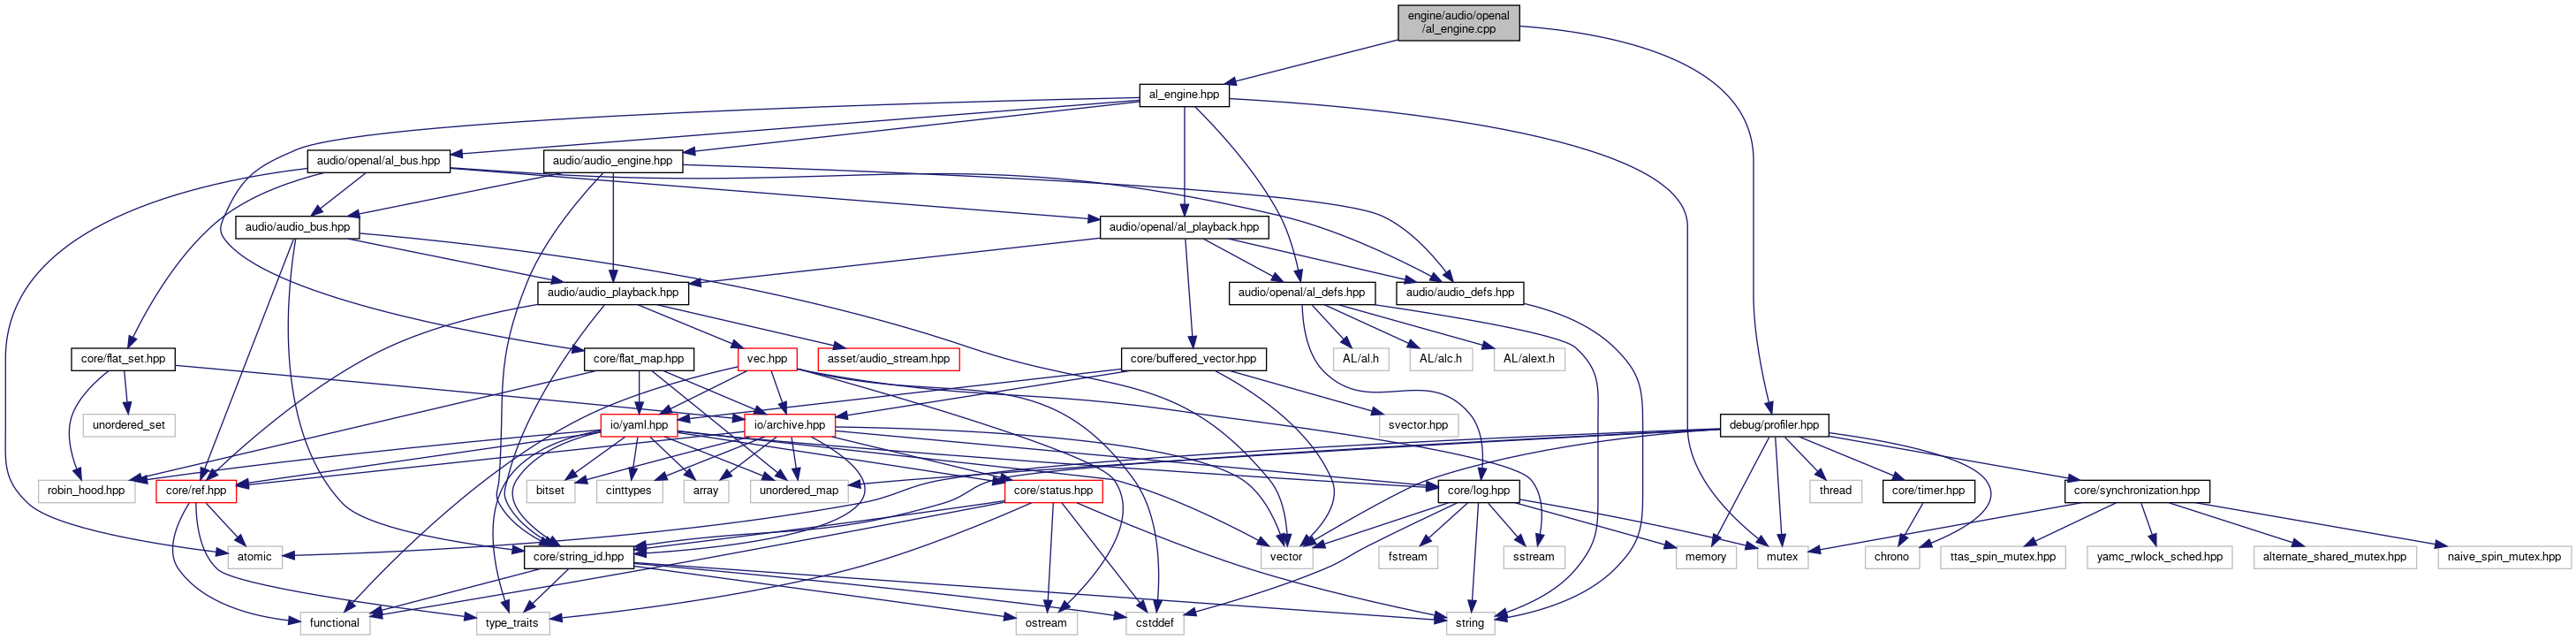 engine/audio/openal
/al_engine.cpp
al_engine.hpp
audio/openal/al_bus.hpp
audio/audio_engine.hpp
audio/audio_bus.hpp
audio/openal/al_playback.hpp
audio/audio_playback.hpp
audio/openal/al_defs.hpp
audio/audio_defs.hpp
core/flat_set.hpp
core/flat_map.hpp
vec.hpp
asset/audio_stream.hpp
core/buffered_vector.hpp
AL/al.h
AL/alc.h
AL/alext.h
unordered_set
io/yaml.hpp
io/archive.hpp
svector.hpp
debug/profiler.hpp
robin_hood.hpp
core/ref.hpp
bitset
cinttypes
array
unordered_map
core/status.hpp
core/log.hpp
thread
core/timer.hpp
core/synchronization.hpp
atomic
core/string_id.hpp
vector
fstream
sstream
memory
mutex
chrono
ttas_spin_mutex.hpp
yamc_rwlock_sched.hpp
alternate_shared_mutex.hpp
naive_spin_mutex.hpp
functional
type_traits
ostream
cstddef
string